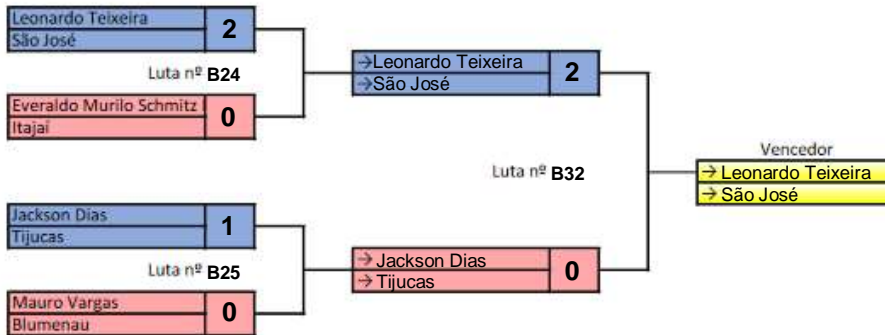 Leonardo Teixeira 2
São José
Luta nº B24
Everaldo Murilo Schmitz 0
Itajaí
→Leonardo Teixeira 2
→São José
Luta nº B32
Vencedor
→ Leonardo Teixeira
→ São José
Jackson Dias 1
Tijucas
Luta nº B25
Mauro Vargas 0
Blumenau
→ Jackson Dias 0
→ Tijucas